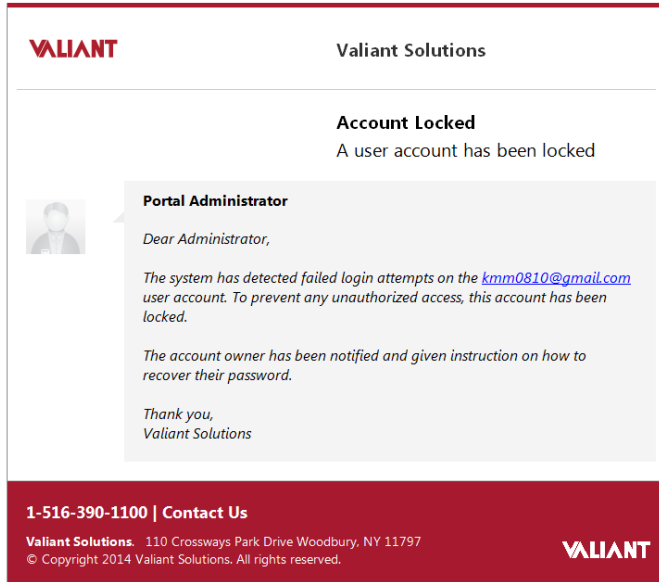 VALIANT
Valiant Solutions
Account Locked
A user account has been locked
Portal Administrator
Dear Administrator,
The system has detected failed login attempts on the kmm0810@gmail.com
user account. To prevent any unauthorized access, this account has been
locked.
The account owner has been notified and given instruction on how to
recover their password.
Thank you,
Valiant Solutions
1-516-390-1100 | Contact Us
Valiant Solutions. 110 Crossways Park Drive Woodbury, NY 11797
© Copyright 2014 Valiant Solutions. All rights reserved.
VALIANT